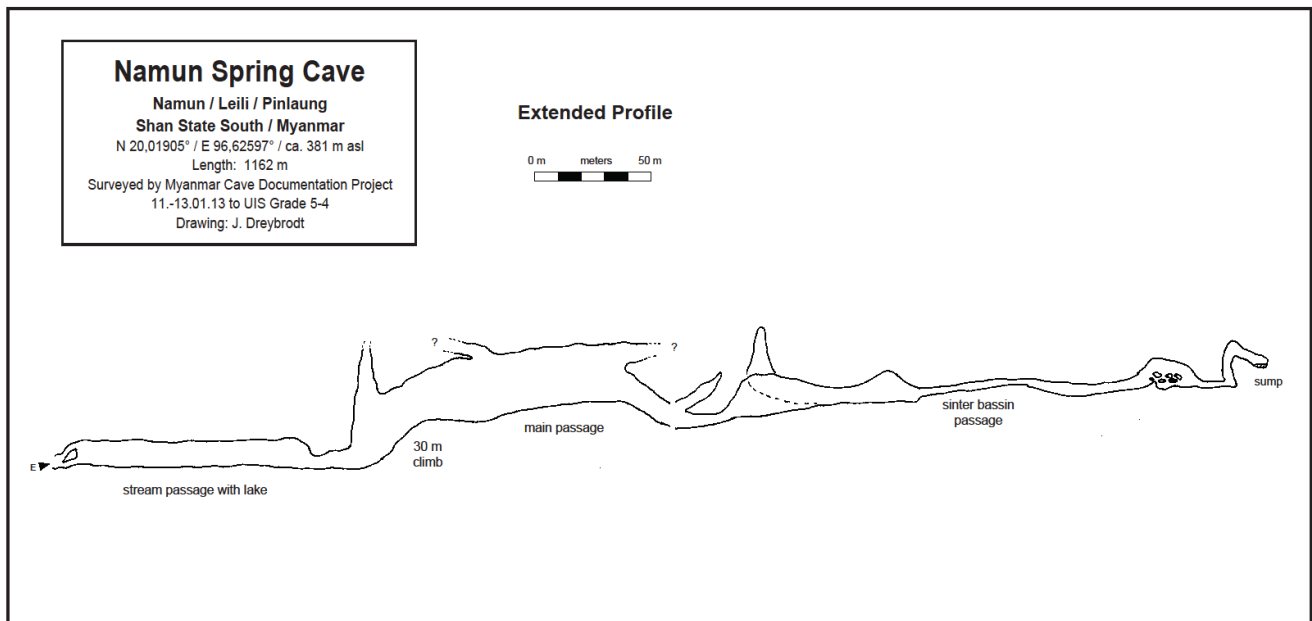 Namun Spring Cave
Namun / Leili / Pinlaung
Shan State South / Myanmar
N 20,01905° / E 96,62597° / ca. 381 m asl
Length: 1162 m
Surveyed by Myanmar Cave Documentation Project
11.-13.01.13 to UIS Grade 5-4
Drawing: J. Dreybrodt
Extended Profile
0 m meters 50 m
?
?
sump
sinter bassin
passage
main passage
30 m
climb
E
stream passage with lake